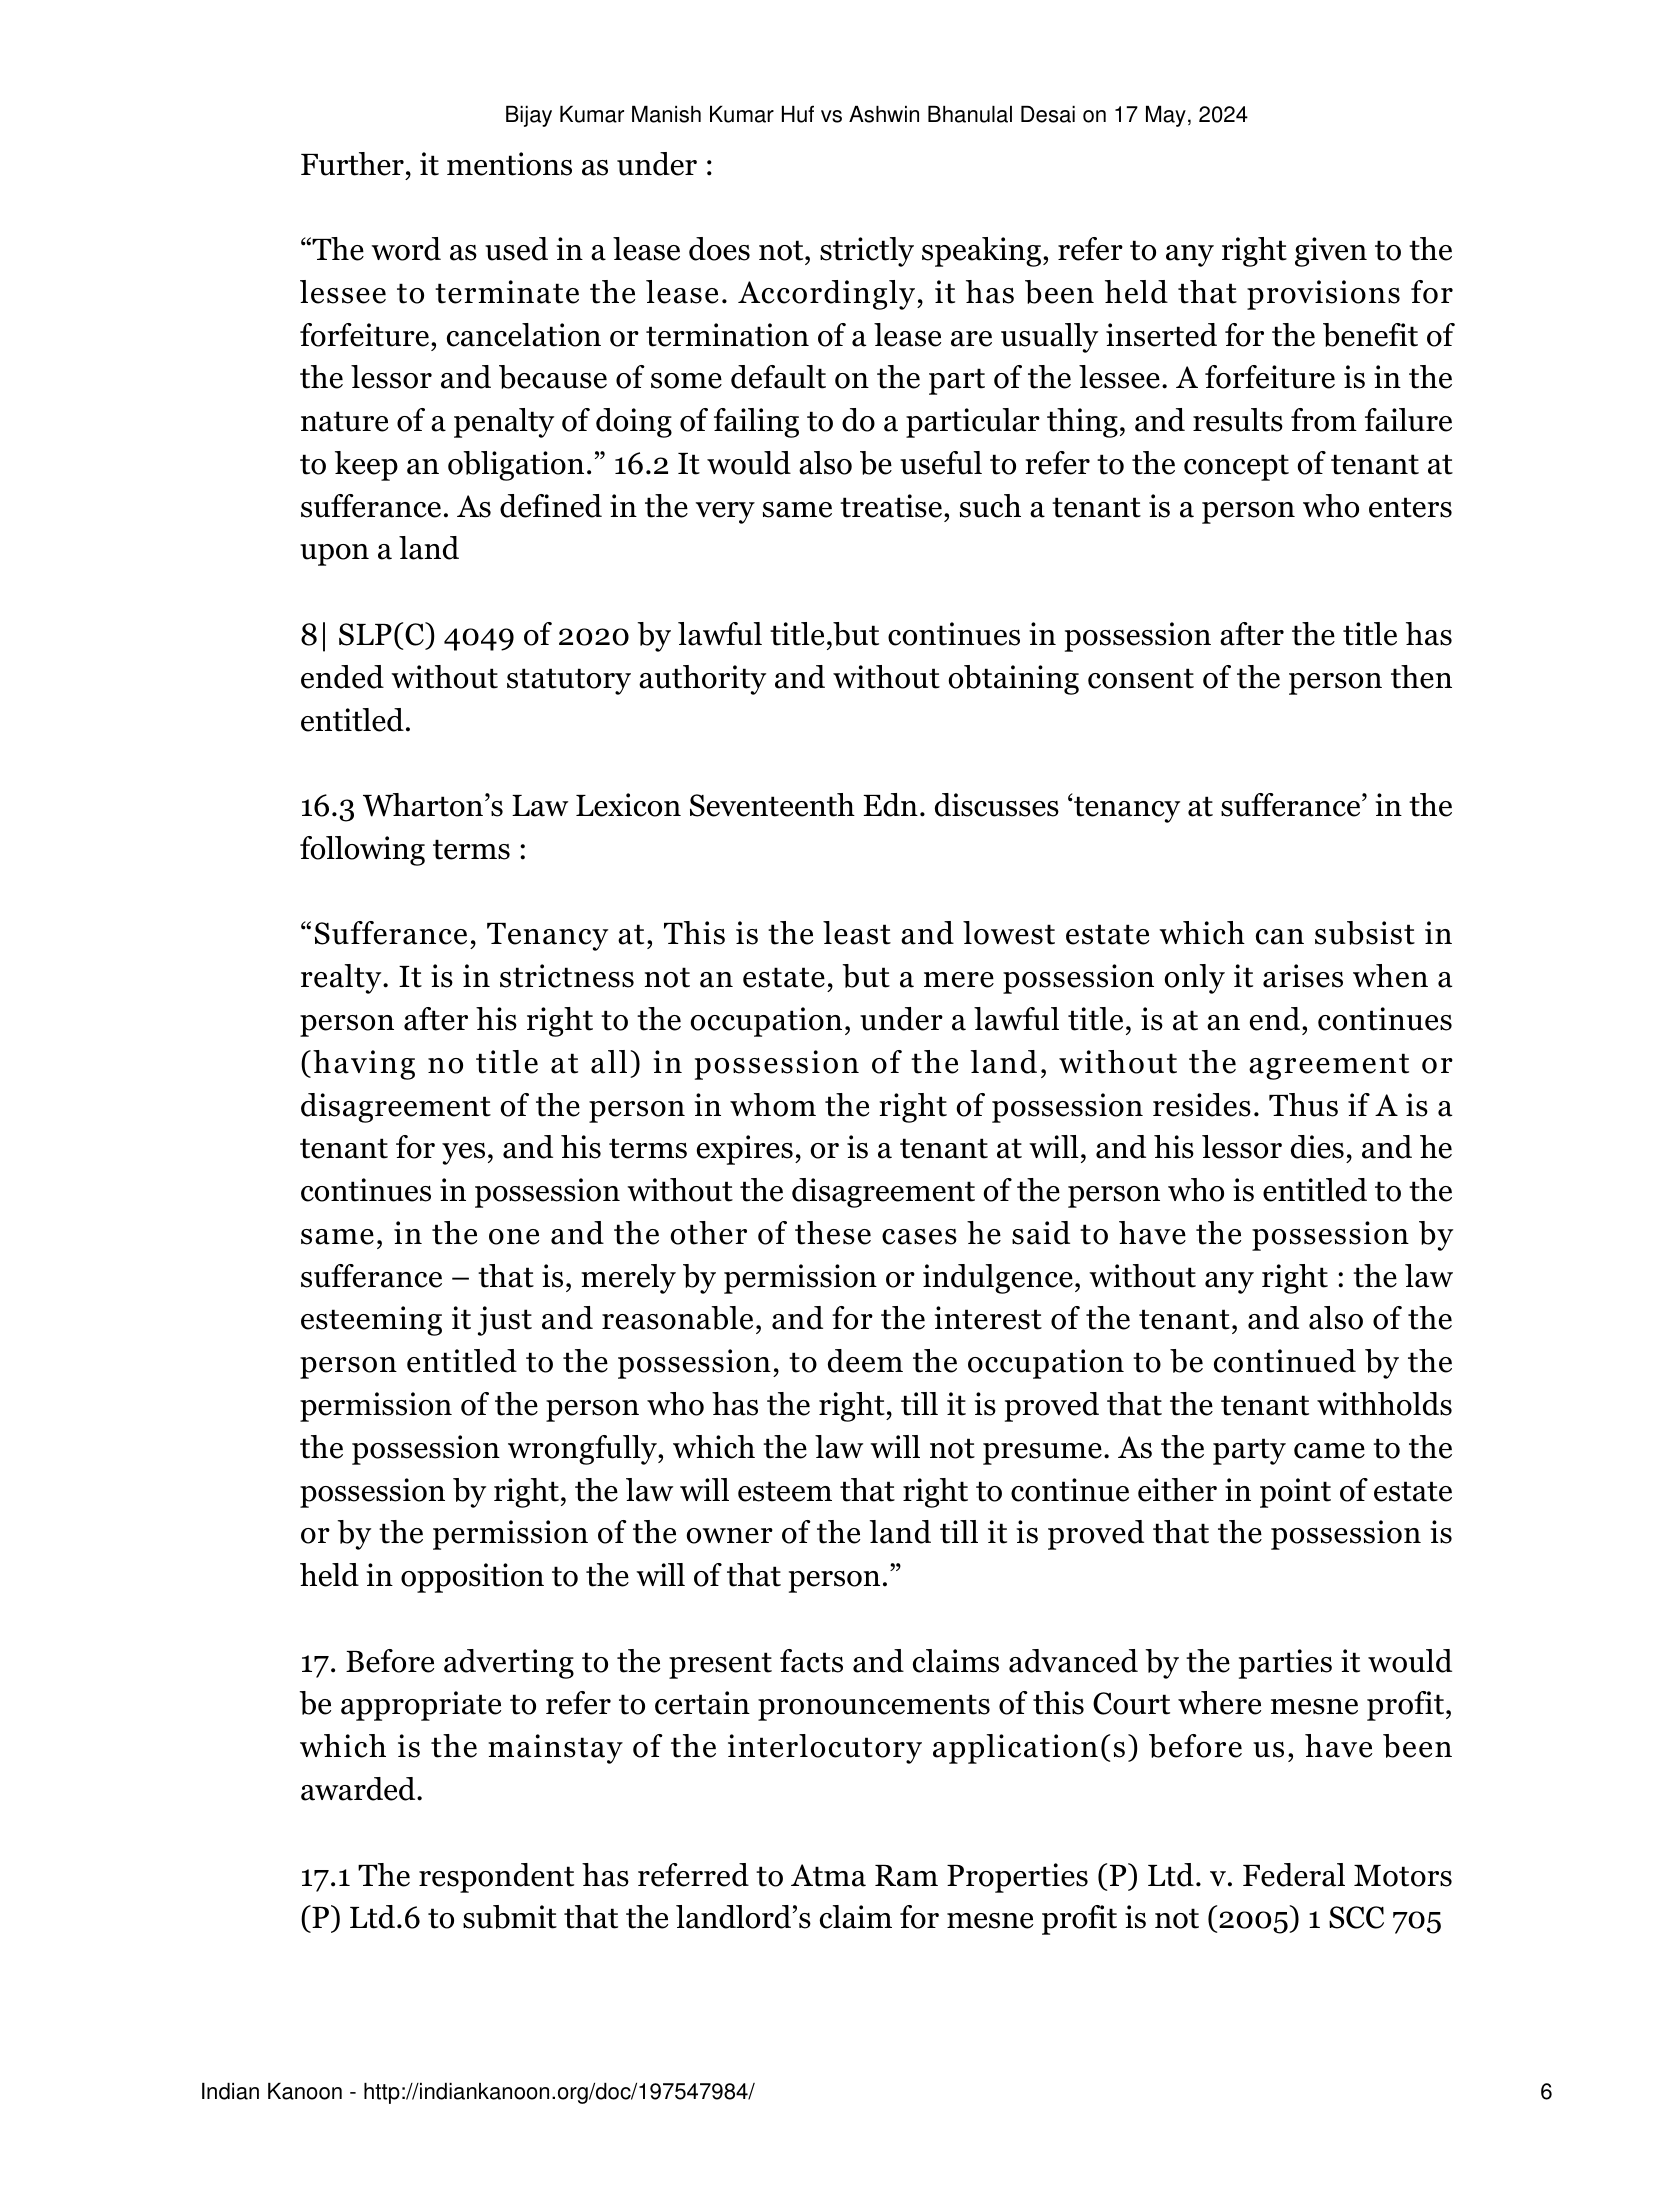 Bijay Kumar Manish Kumar Huf vs Ashwin Bhanulal Desai on 17 May, 2024
Further, it mentions as under :
“The word as used in a lease does not, strictly speaking, refer to any right given to the
lessee to terminate the lease. Accordingly, it has been held that provisions for
forfeiture, cancelation or termination of a lease are usually inserted for the benefit of
the lessor and because of some default on the part of the lessee. A forfeiture is in the
nature of a penalty of doing of failing to do a particular thing, and results from failure
to keep an obligation.” 16.2 It would also be useful to refer to the concept of tenant at
sufferance. As defined in the very same treatise, such a tenant is a person who enters
upon a land
8| SLP(C) 4049 of 2020 by lawful title,but continues in possession after the title has
ended without statutory authority and without obtaining consent of the person then
entitled.
16.3 Wharton’s Law Lexicon Seventeenth Edn. discusses ‘tenancy at sufferance’ in the
following terms :
“Sufferance, Tenancy at, This is the least and lowest estate which can subsist in
realty. It is in strictness not an estate, but a mere possession only it arises when a
person after his right to the occupation, under a lawful title, is at an end, continues
(having no title at all) in possession of the land, without the agreement or
disagreement of the person in whom the right of possession resides. Thus if A is a
tenant for yes, and his terms expires, or is a tenant at will, and his lessor dies, and he
continues in possession without the disagreement of the person who is entitled to the
same, in the one and the other of these cases he said to have the possession by
sufferance – that is, merely by permission or indulgence, without any right : the law
esteeming it just and reasonable, and for the interest of the tenant, and also of the
person entitled to the possession, to deem the occupation to be continued by the
permission of the person who has the right, till it is proved that the tenant withholds
the possession wrongfully, which the law will not presume. As the party came to the
possession by right, the law will esteem that right to continue either in point of estate
or by the permission of the owner of the land till it is proved that the possession is
held in opposition to the will of that person.”
17. Before adverting to the present facts and claims advanced by the parties it would
be appropriate to refer to certain pronouncements of this Court where mesne profit,
which is the mainstay of the interlocutory application(s) before us, have been
awarded.
17.1 The respondent has referred to Atma Ram Properties (P) Ltd. v. Federal Motors
(P) Ltd.6 to submit that the landlord’s claim for mesne profit is not (2005) 1 SCC 705
Indian Kanoon - http://indiankanoon.org/doc/197547984/ 6